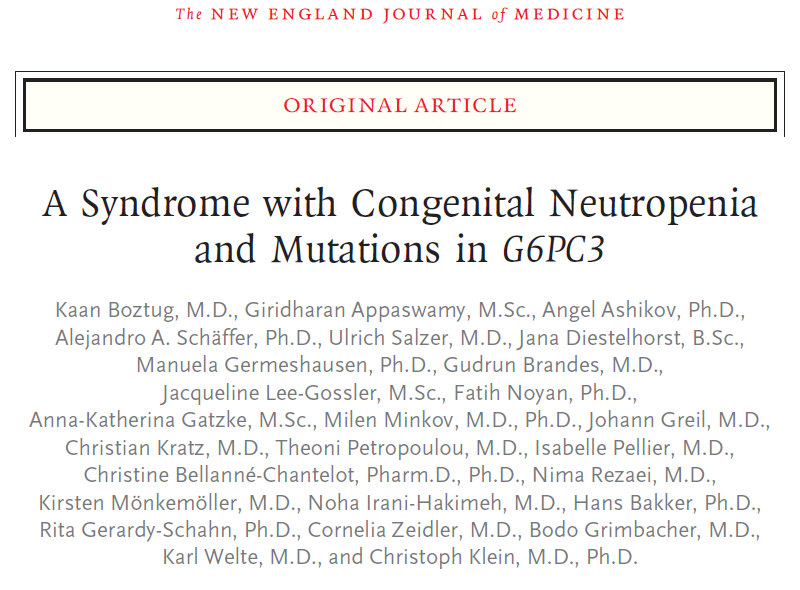 The NEW ENGLAND JOURNAL of MEDICINE
ORIGINAL ARTICLE
A Syndrome with Congenital Neutropenia
and Mutations in G6PC3
Kaan Boztug, M.D., Giridharan Appaswamy, M.Sc., Angel Ashikov, Ph.D.,
Alejandro A. Schäffer, Ph.D., Ulrich Salzer, M.D., Jana Diestelhorst, B.Sc.,
Manuela Germeshausen, Ph.D., Gudrun Brandes, M.D.,
Jacqueline Lee-Gossler, M.Sc., Fatih Noyan, Ph.D.,
Anna-Katherina Gatzke, M.Sc., Milen Minkov, M.D., Ph.D., Johann Greil, M.D.,
Christian Kratz, M.D., Theoni Petropoulou, M.D., Isabelle Pellier, M.D.,
Christine Bellanné-Chantelot, Pharm.D., Ph.D., Nima Rezaei, M.D.,
Kirsten Mönkemöller, M.D., Noha Irani-Hakimeh, M.D., Hans Bakker, Ph.D.,
Rita Gerardy-Schahn, Ph.D., Cornelia Zeidler, M.D., Bodo Grimbacher, M.D.,
Karl Welte, M.D., and Christoph Klein, M.D., Ph.D.